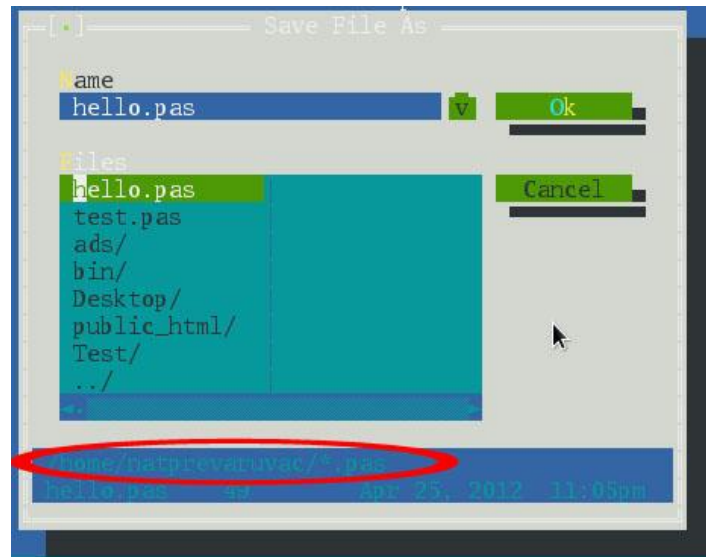 [·] Save File As
Name
hello.pas v Ok
Files
hello.pas Cancel
test.pas
ads/
bin/
Desktop/
public_html/
Test/
../
/home/natprevaruvac/*.pas
hello.pas 49 Apr 25, 2012 11:05pm